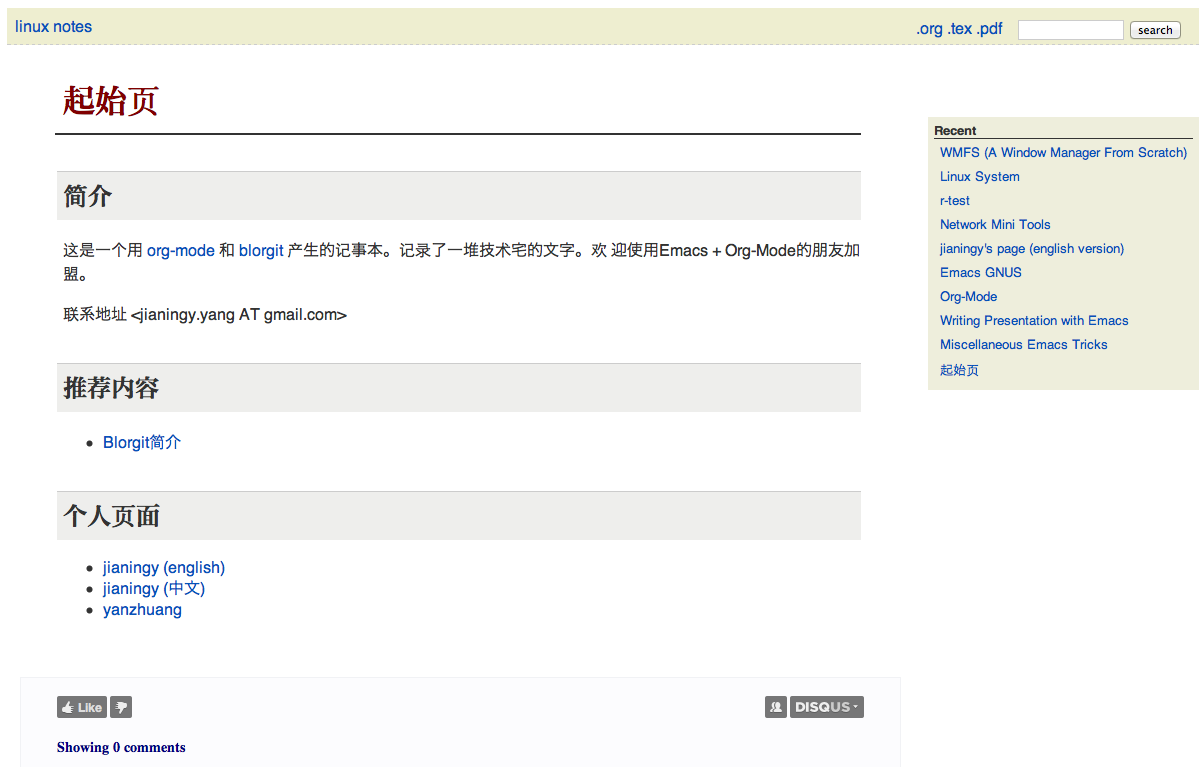 linux notes
.org .tex .pdf
search
起始页
简介
这是一个用 org-mode 和 blorgit 产生的记事本。记录了一堆技术宅的文字。欢 迎使用Emacs + Org-Mode的朋友加
盟。
联系地址 <jianingy.yang AT gmail.com>
推荐内容
Blorgit简介
个人页面
jianingy (english)
jianingy (中文)
yanzhuang
Recent
WMFS (A Window Manager From Scratch)
Linux System
r-test
Network Mini Tools
jianingy's page (english version)
Emacs GNUS
Org-Mode
Writing Presentation with Emacs
Miscellaneous Emacs Tricks
起始页
Like
DISQUS
Showing 0 comments